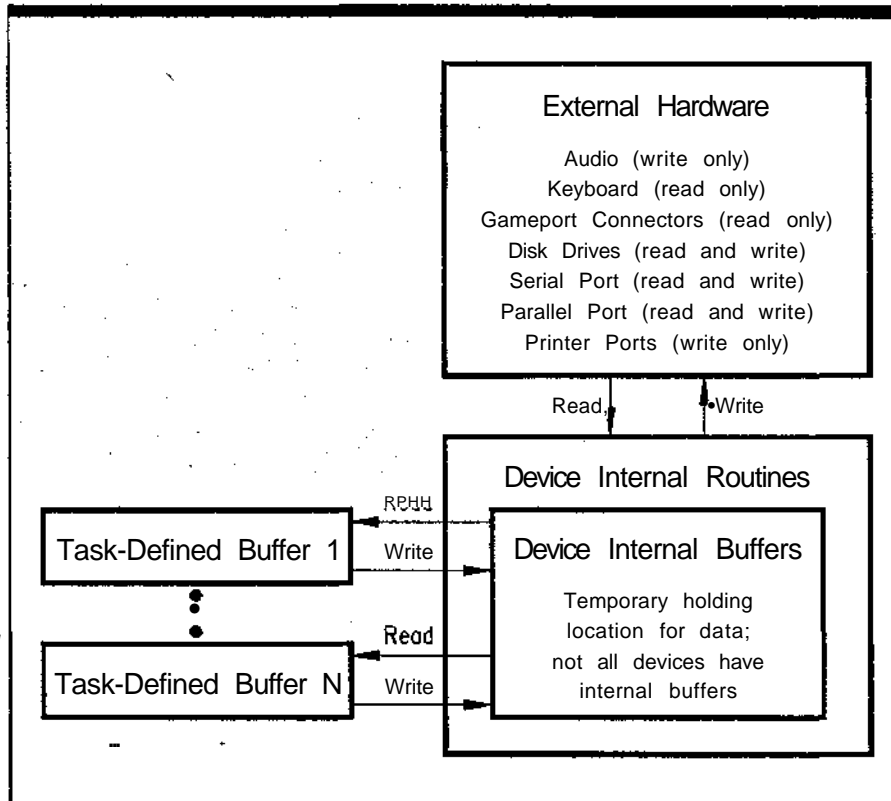 External Hardware
Audio (write only)
Keyboard (read only)
Gameport Connectors (read only)
Disk Drives (read and write)
Serial Port (read and write)
Parallel Port (read and write)
Printer Ports (write only)
Read,
•Write
Device Internal Routines
RPHH
Task-Defined Buffer 1
Write
Device Internal Buffers
Temporary holding
location for data;
not all devices have
internal buffers
Read
Task-Defined Buffer N
Write